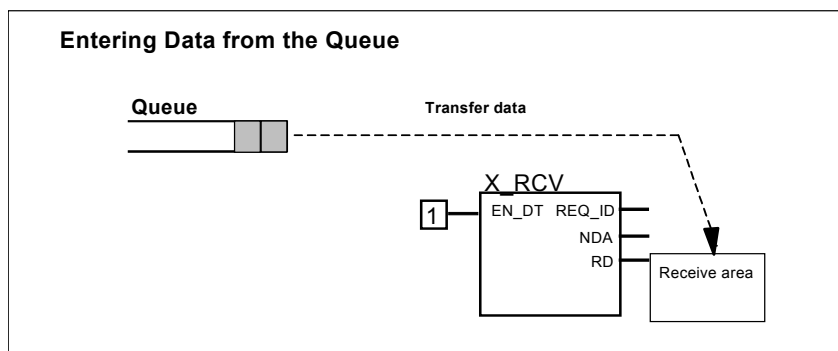 Entering Data from the Queue
Queue
Transfer data
X_RCV
1
EN_DT REQ_ID
NDA
RD
Receive area